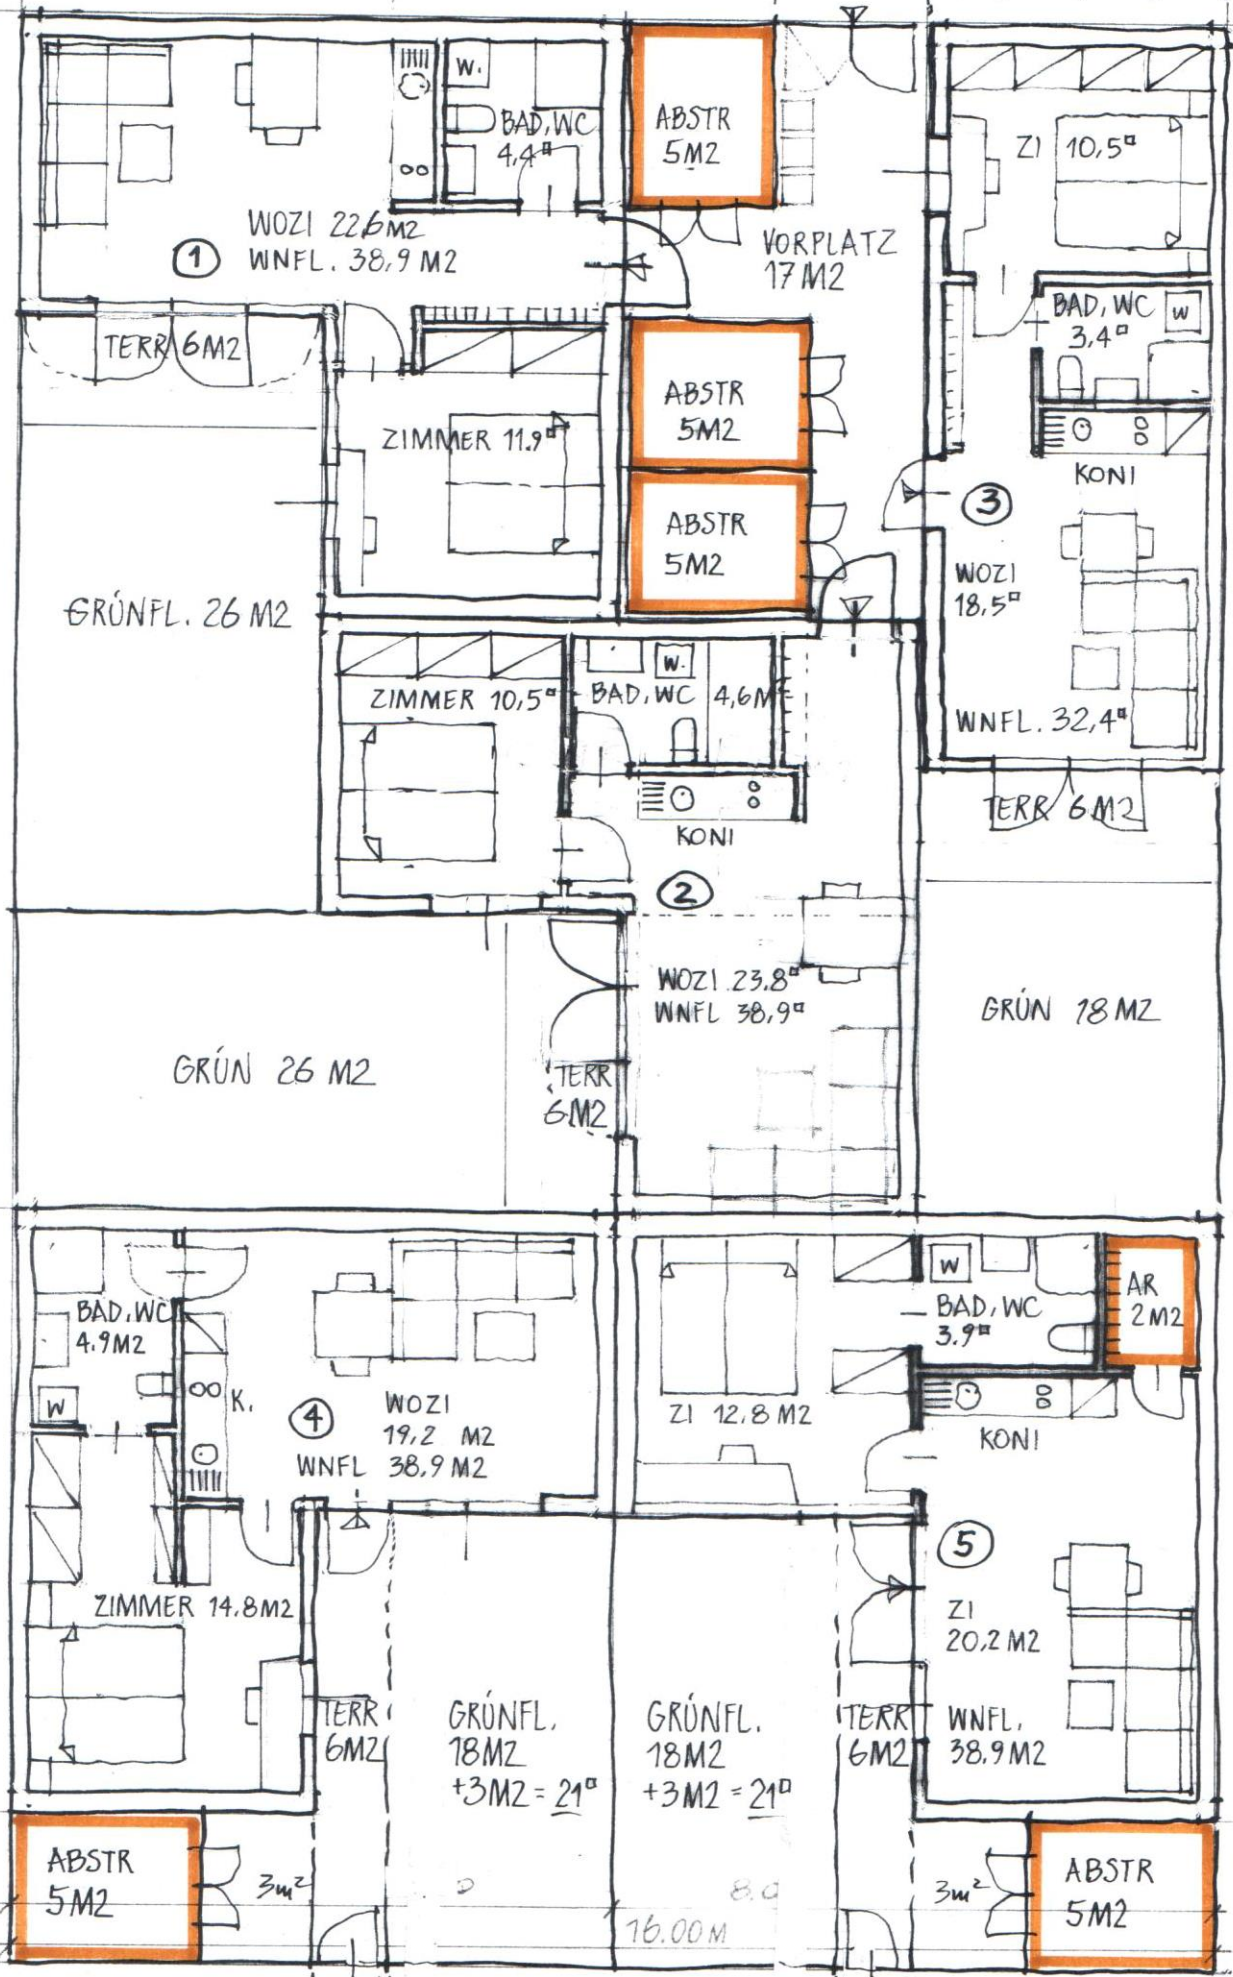 W.
BAD, WC
4,4¤
ABSTR
5M2
ZI 10,5¤
WOZI 22,6M2
① WNFL. 38,9 M2
VORPLATZ
17 M2
TERR 6M2
BAD, WC
3,4¤
W
ABSTR
5M2
ZIMMER 11.9¤
KONI
③
ABSTR
5M2
WOZI
18,5¤
GRÜNFL. 26 M2
W.
ZIMMER 10,5¤
BAD, WC 4,6M
WNFL. 32,4¤
TERR 6M2
KONI
②
WOZI 23.8¤
WNFL 38,9¤
GRÜN 18 M2
GRÜN 26 M2
TERR
6M2
BAD, WC
4.9M2
W
K.
④
WOZI
19,2 M2
WNFL 38,9 M2
W
BAD, WC
3.9¤
AR
2M2
ZI 12,8 M2
KONI
⑤
ZIMMER 14.8M2
ZI
20,2 M2
TERR
6M2
GRÜNFL.
18M2
+3M2 = 21¤
GRÜNFL.
18M2
+3M2 = 21¤
TERR
6M2
WNFL.
38.9M2
ABSTR
5M2
3m²
3m²
ABSTR
5M2
16.00M